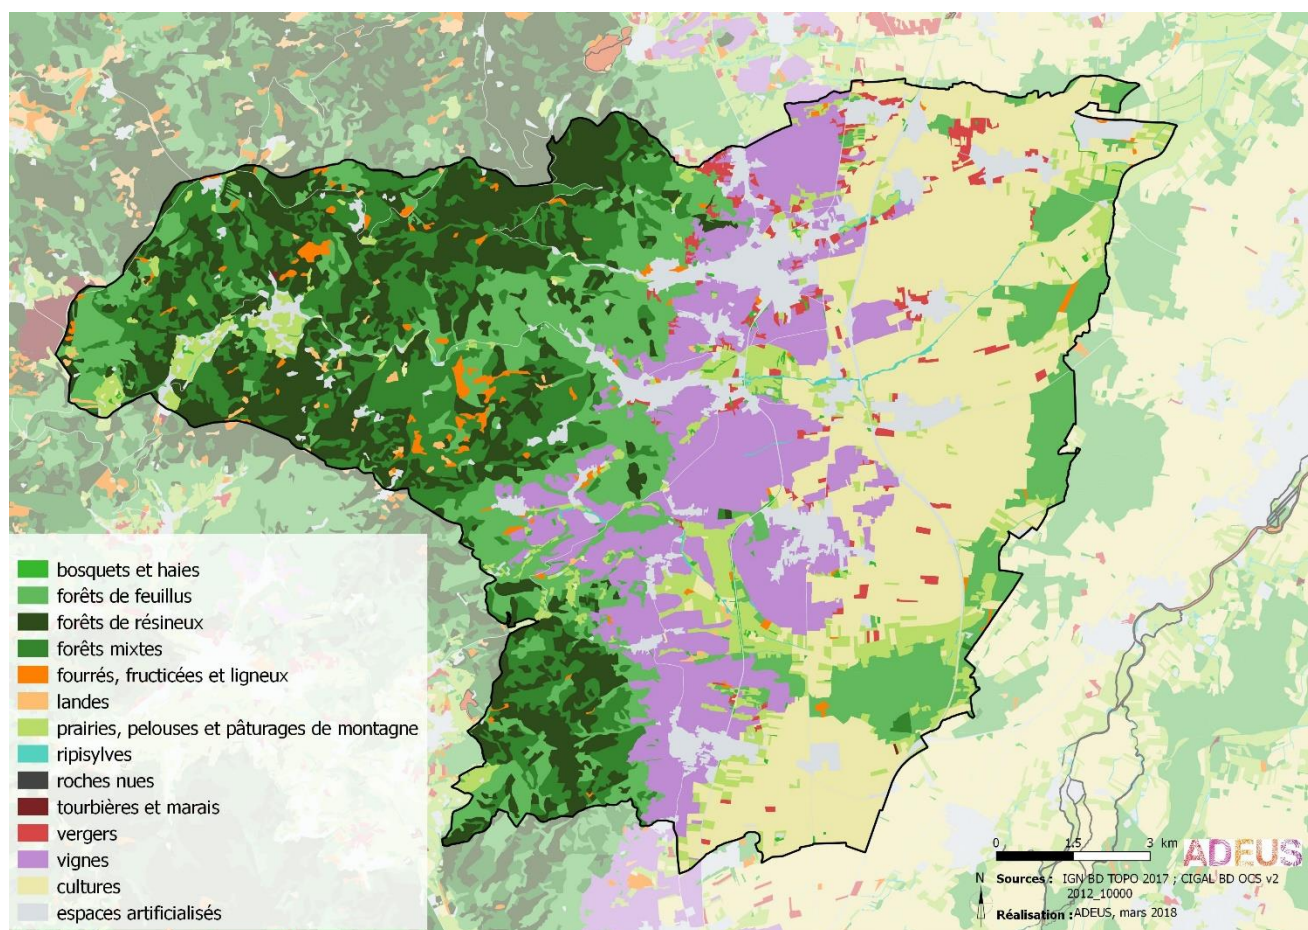 bosquets et haies
forêts de feuillus
forêts de résineux
forêts mixtes
fourrés, fructicées et ligneux
landes
prairies, pelouses et pâturages de montagne
ripisylves
roches nues
tourbières et marais
vergers
vignes
cultures
espaces artificialisés
0 1.5 3 km
ADEUS
N Sources : IGN BD TOPO 2017 ; CIGAL BD OCS v2
2012_10000
Réalisation : ADEUS, mars 2018